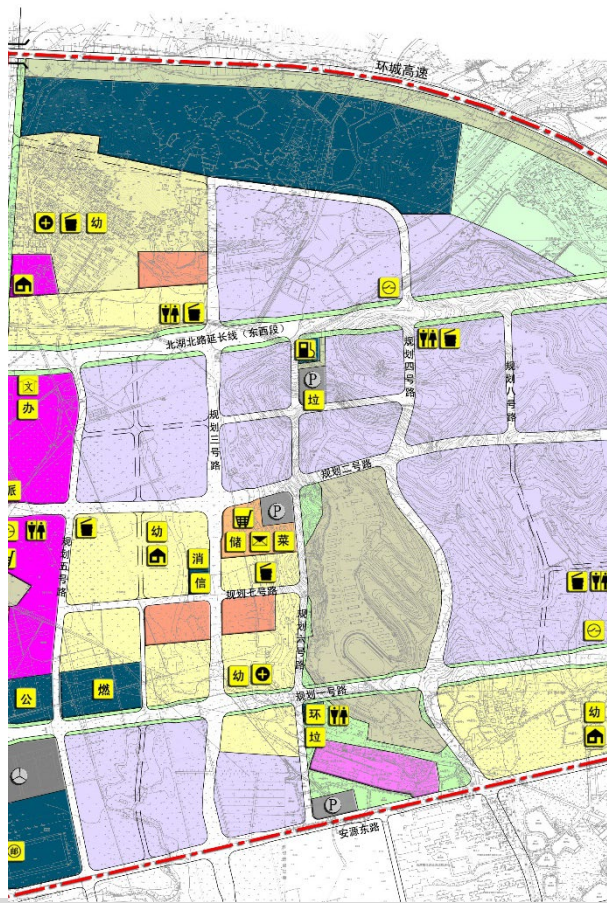 环城高速
幼
北湖北路延长线（东西段）
规划四号路
规划八号路
P
垃
文
办
规划三号路
规划二号路
派
P
幼
消
储
菜
规划五号路
信
规划七号路
规划六号路
幼
规划一号路
公
燃
环
幼
垃
P
安源东路
邮